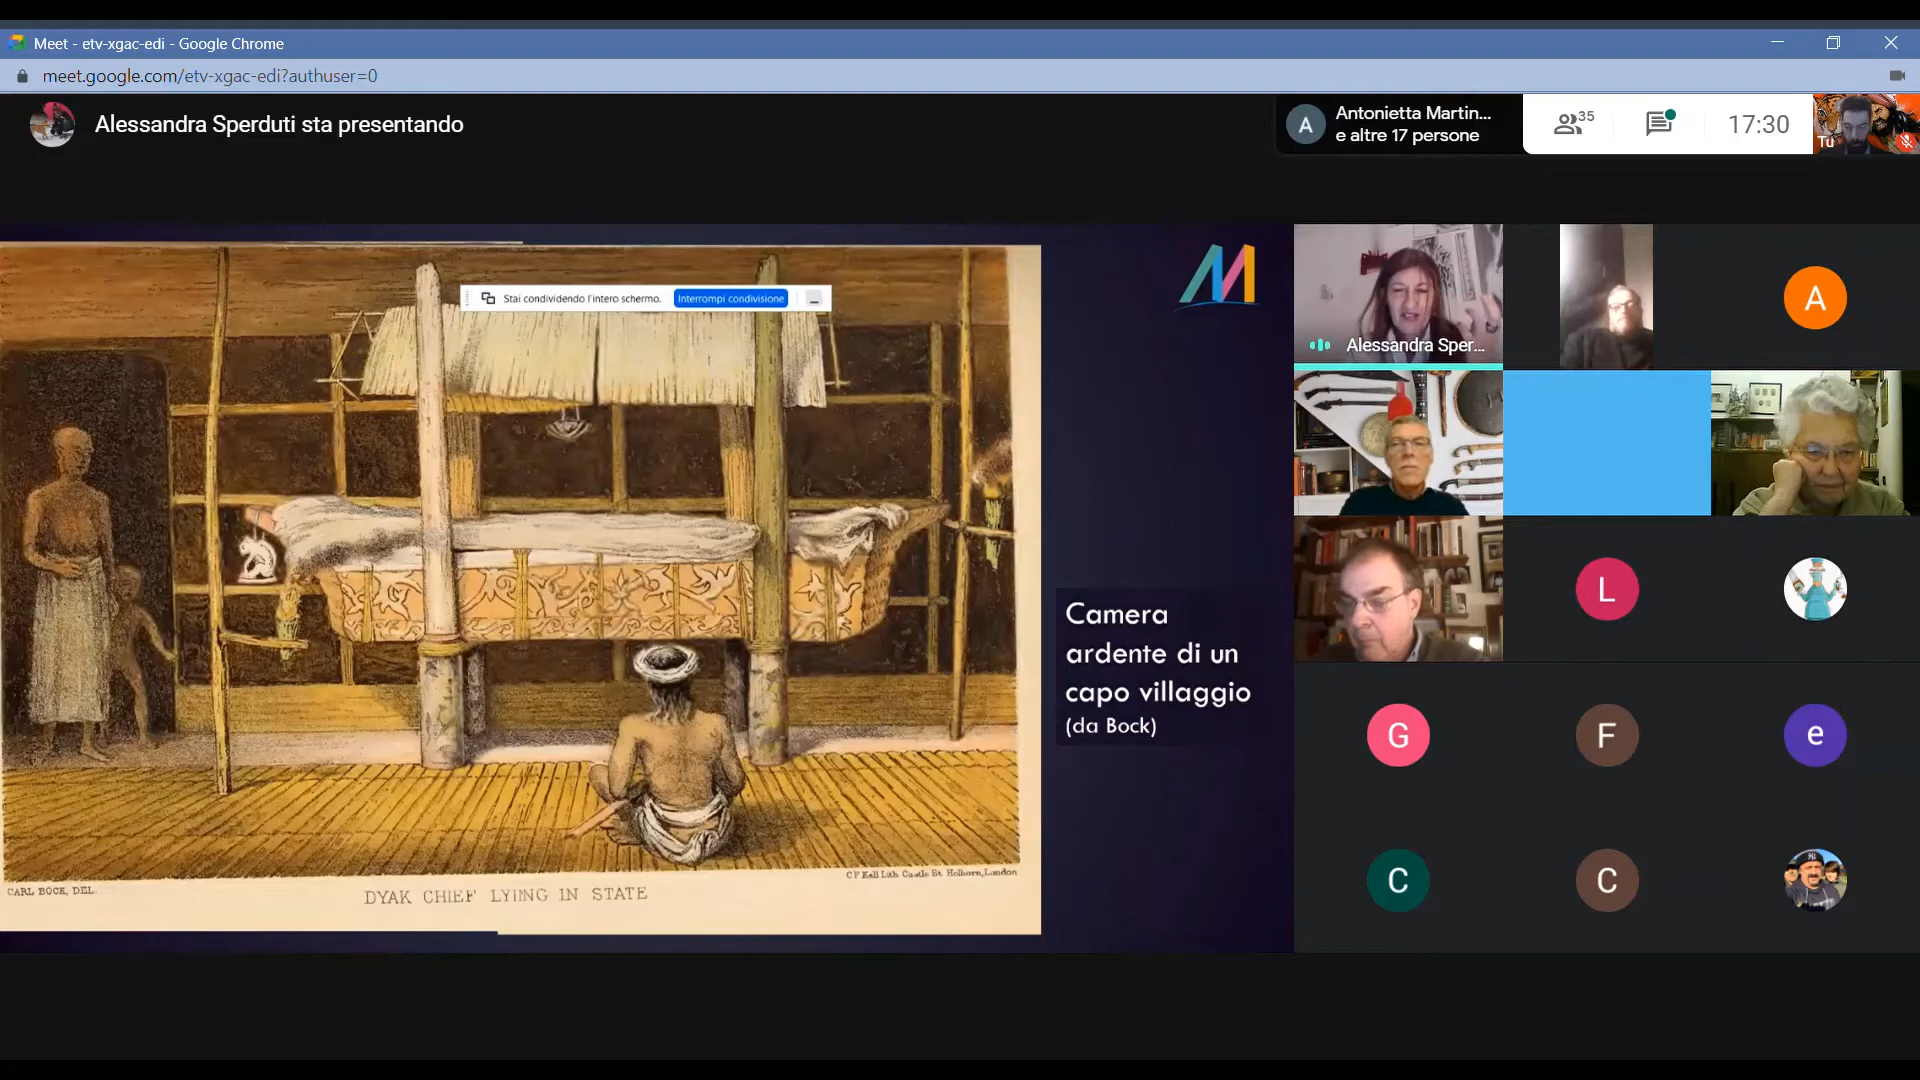 Meet - etv-xgac-edi - Google Chrome
meet.google.com/etv-xgac-edi?authuser=0
Alessandra Sperduti sta presentando
A
Antonietta Martin...
e altre 17 persone
35
17:30
Tu
Stai condividendo l'intero schermo.
Interrompi condivisione
Alessandra Sper...
A
L
G
F
e
C
C
Camera
ardente di un
capo villaggio
(da Bock)
CARL BOCK, DEL.
C F Kell Lith Castle St. Holborn, London
DYAK CHIEF LYING IN STATE